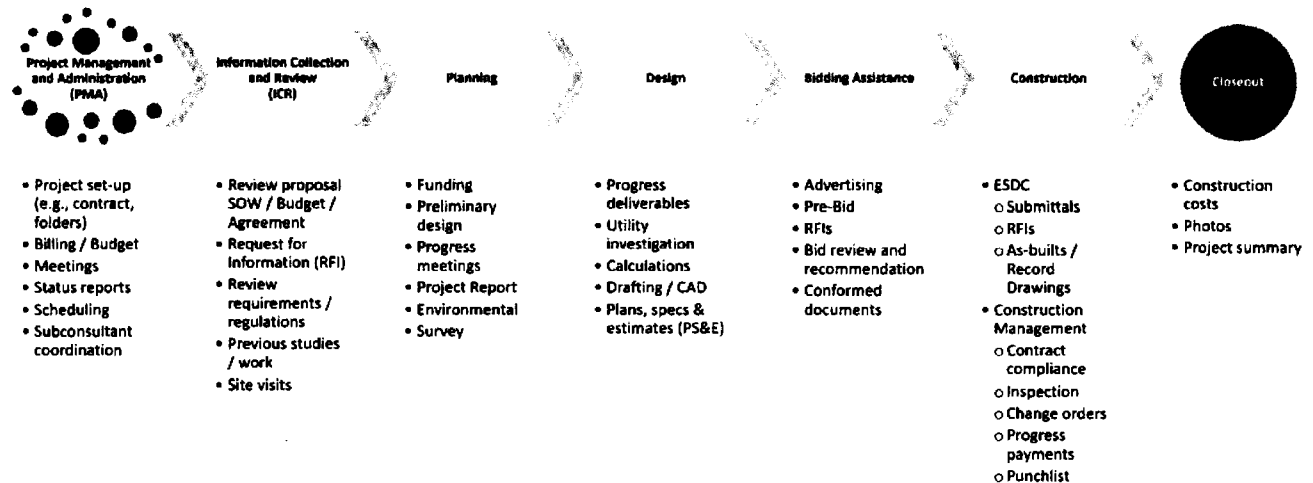 Project Management
and Administration
(PMA)
Information Collection
and Review
(ICR)
Planning
Design
Bidding Assistance
Construction
Closeout
• Project set-up
(e.g., contract,
folders)
• Billing / Budget
• Meetings
• Status reports
• Scheduling
• Subconsultant
coordination
• Review proposal
SOW / Budget /
Agreement
• Request for
Information (RFI)
• Review
requirements /
regulations
• Previous studies
/ work
• Site visits
• Funding
• Preliminary
design
• Progress
meetings
• Project Report
• Environmental
• Survey
• Progress
deliverables
• Utility
investigation
• Calculations
• Drafting / CAD
• Plans, specs &
estimates (PS&E)
• Advertising
• Pre-Bid
• RFIs
• Bid review and
recommendation
• Conformed
documents
• ESDC
o Submittals
o RFIs
o As-builts /
Record
Drawings
• Construction
Management
o Contract
compliance
o Inspection
o Change orders
o Progress
payments
o Punchlist
• Construction
costs
• Photos
• Project summary